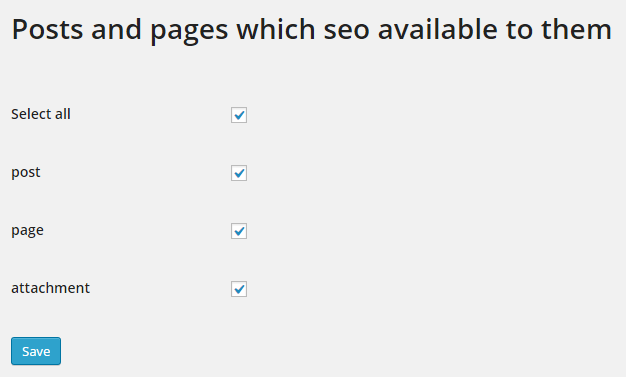 Posts and pages which seo available to them
Select all
post
page
attachment
Save